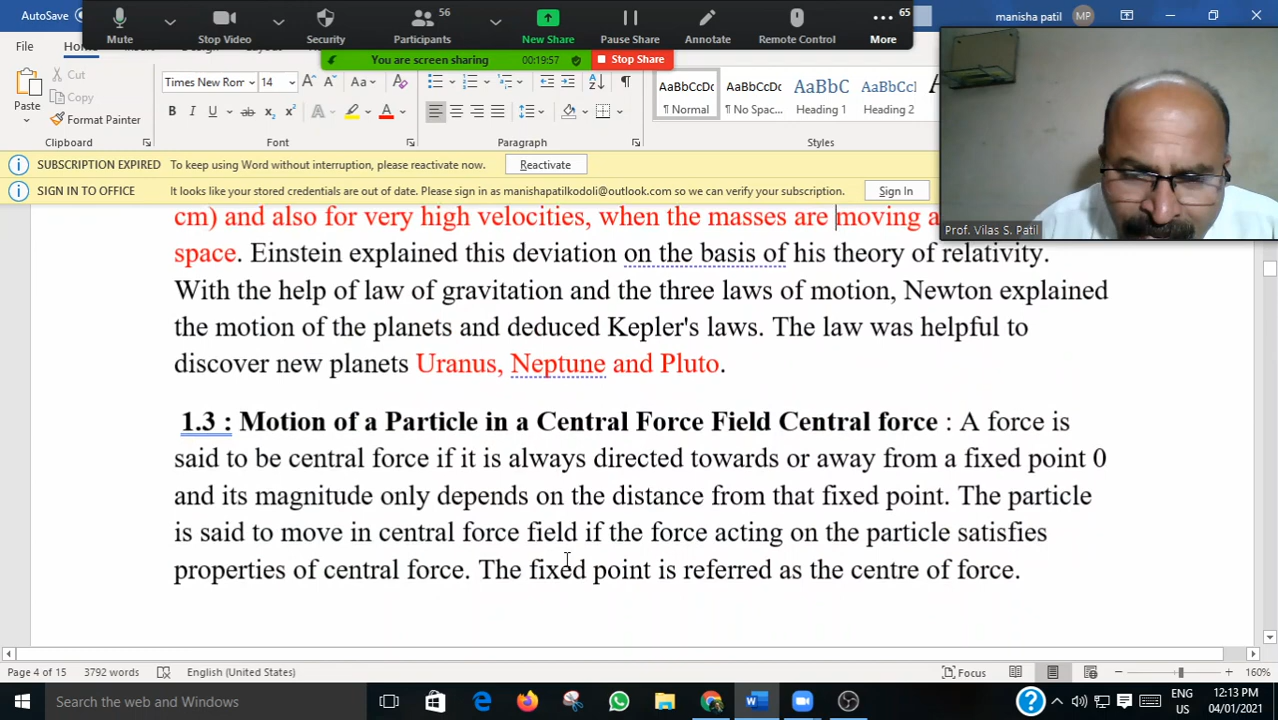 AutoSave
manisha patil
MP
Mute
Stop Video
Security
56
Participants
New Share
Pause Share
Annotate
Remote Control
65
More
You are screen sharing
00:19:57
Stop Share
File
Home
Cut
Copy
Paste
Format Painter
Times New Rom
14
Aa
B I U ab x₂ x²
AaBbCcDc
AaBbCcDc
AaBbC
AaBbCcI
¶ Normal
¶ No Spac...
Heading 1
Heading 2
Clipboard
Font
Paragraph
Styles
SUBSCRIPTION EXPIRED To keep using Word without interruption, please reactivate now.
Reactivate
SIGN IN TO OFFICE It looks like your stored credentials are out of date. Please sign in as manishapatilkodoli@outlook.com so we can verify your subscription.
Sign In
Prof. Vilas S. Patil
cm) and also for very high velocities, when the masses are moving a
space. Einstein explained this deviation on the basis of his theory of relativity.
With the help of law of gravitation and the three laws of motion, Newton explained
the motion of the planets and deduced Kepler's laws. The law was helpful to
discover new planets Uranus, Neptune and Pluto.
1.3 : Motion of a Particle in a Central Force Field Central force : A force is
said to be central force if it is always directed towards or away from a fixed point 0
and its magnitude only depends on the distance from that fixed point. The particle
is said to move in central force field if the force acting on the particle satisfies
properties of central force. The fixed point is referred as the centre of force.
Page 4 of 15
3792 words
English (United States)
Focus
160%
Search the web and Windows
ENG
US
12:13 PM
04/01/2021